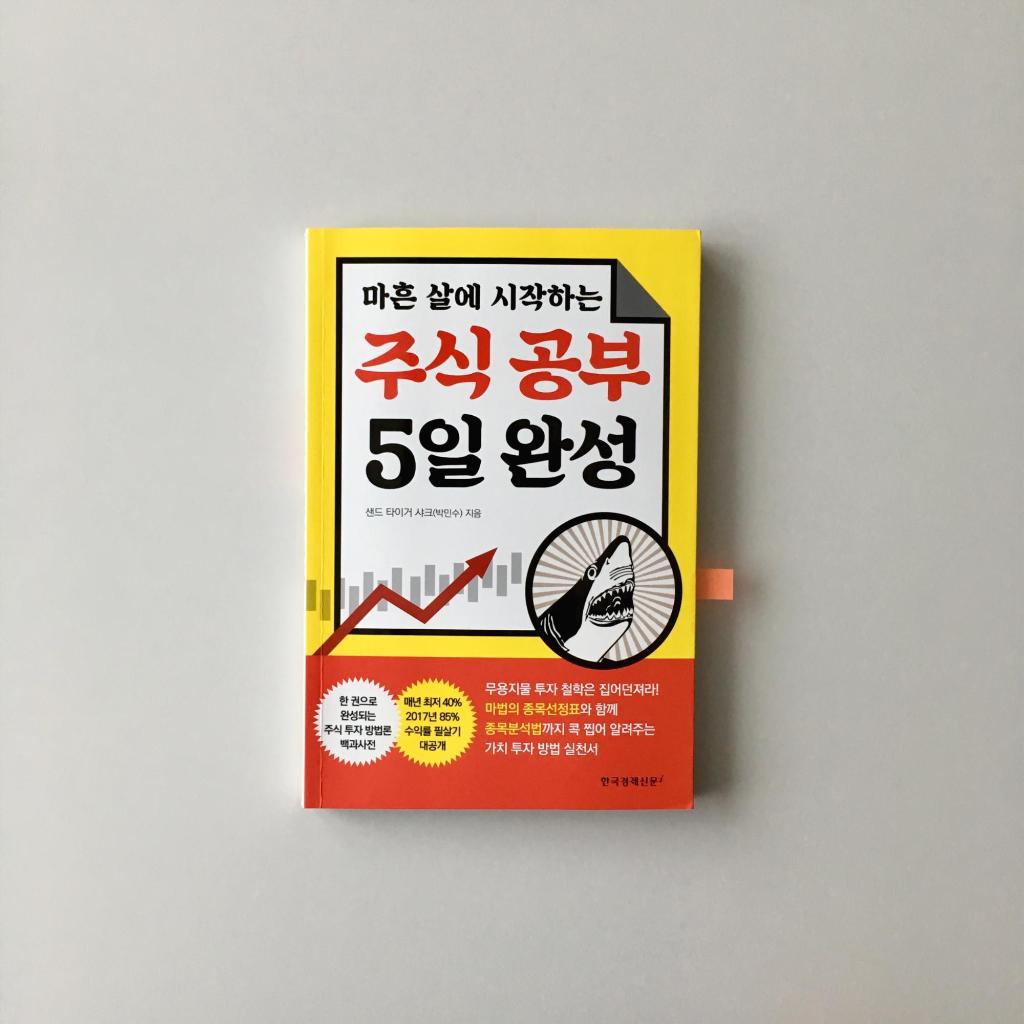 마흔 살에 시작하는
주식 공부
5일 완성
샌드 타이거 샤크(박민수) 지음
한 권으로
완성되는
주식 투자 방법론
백과사전
매년 최저 40%
2017년 85%
수익률 필살기
대공개
무용지물 투자 철학은 집어던져라!
마법의 종목선정표와 함께
종목분석법까지 콕 찝어 알려주는
가치 투자 방법 실천서
한국경제신문i